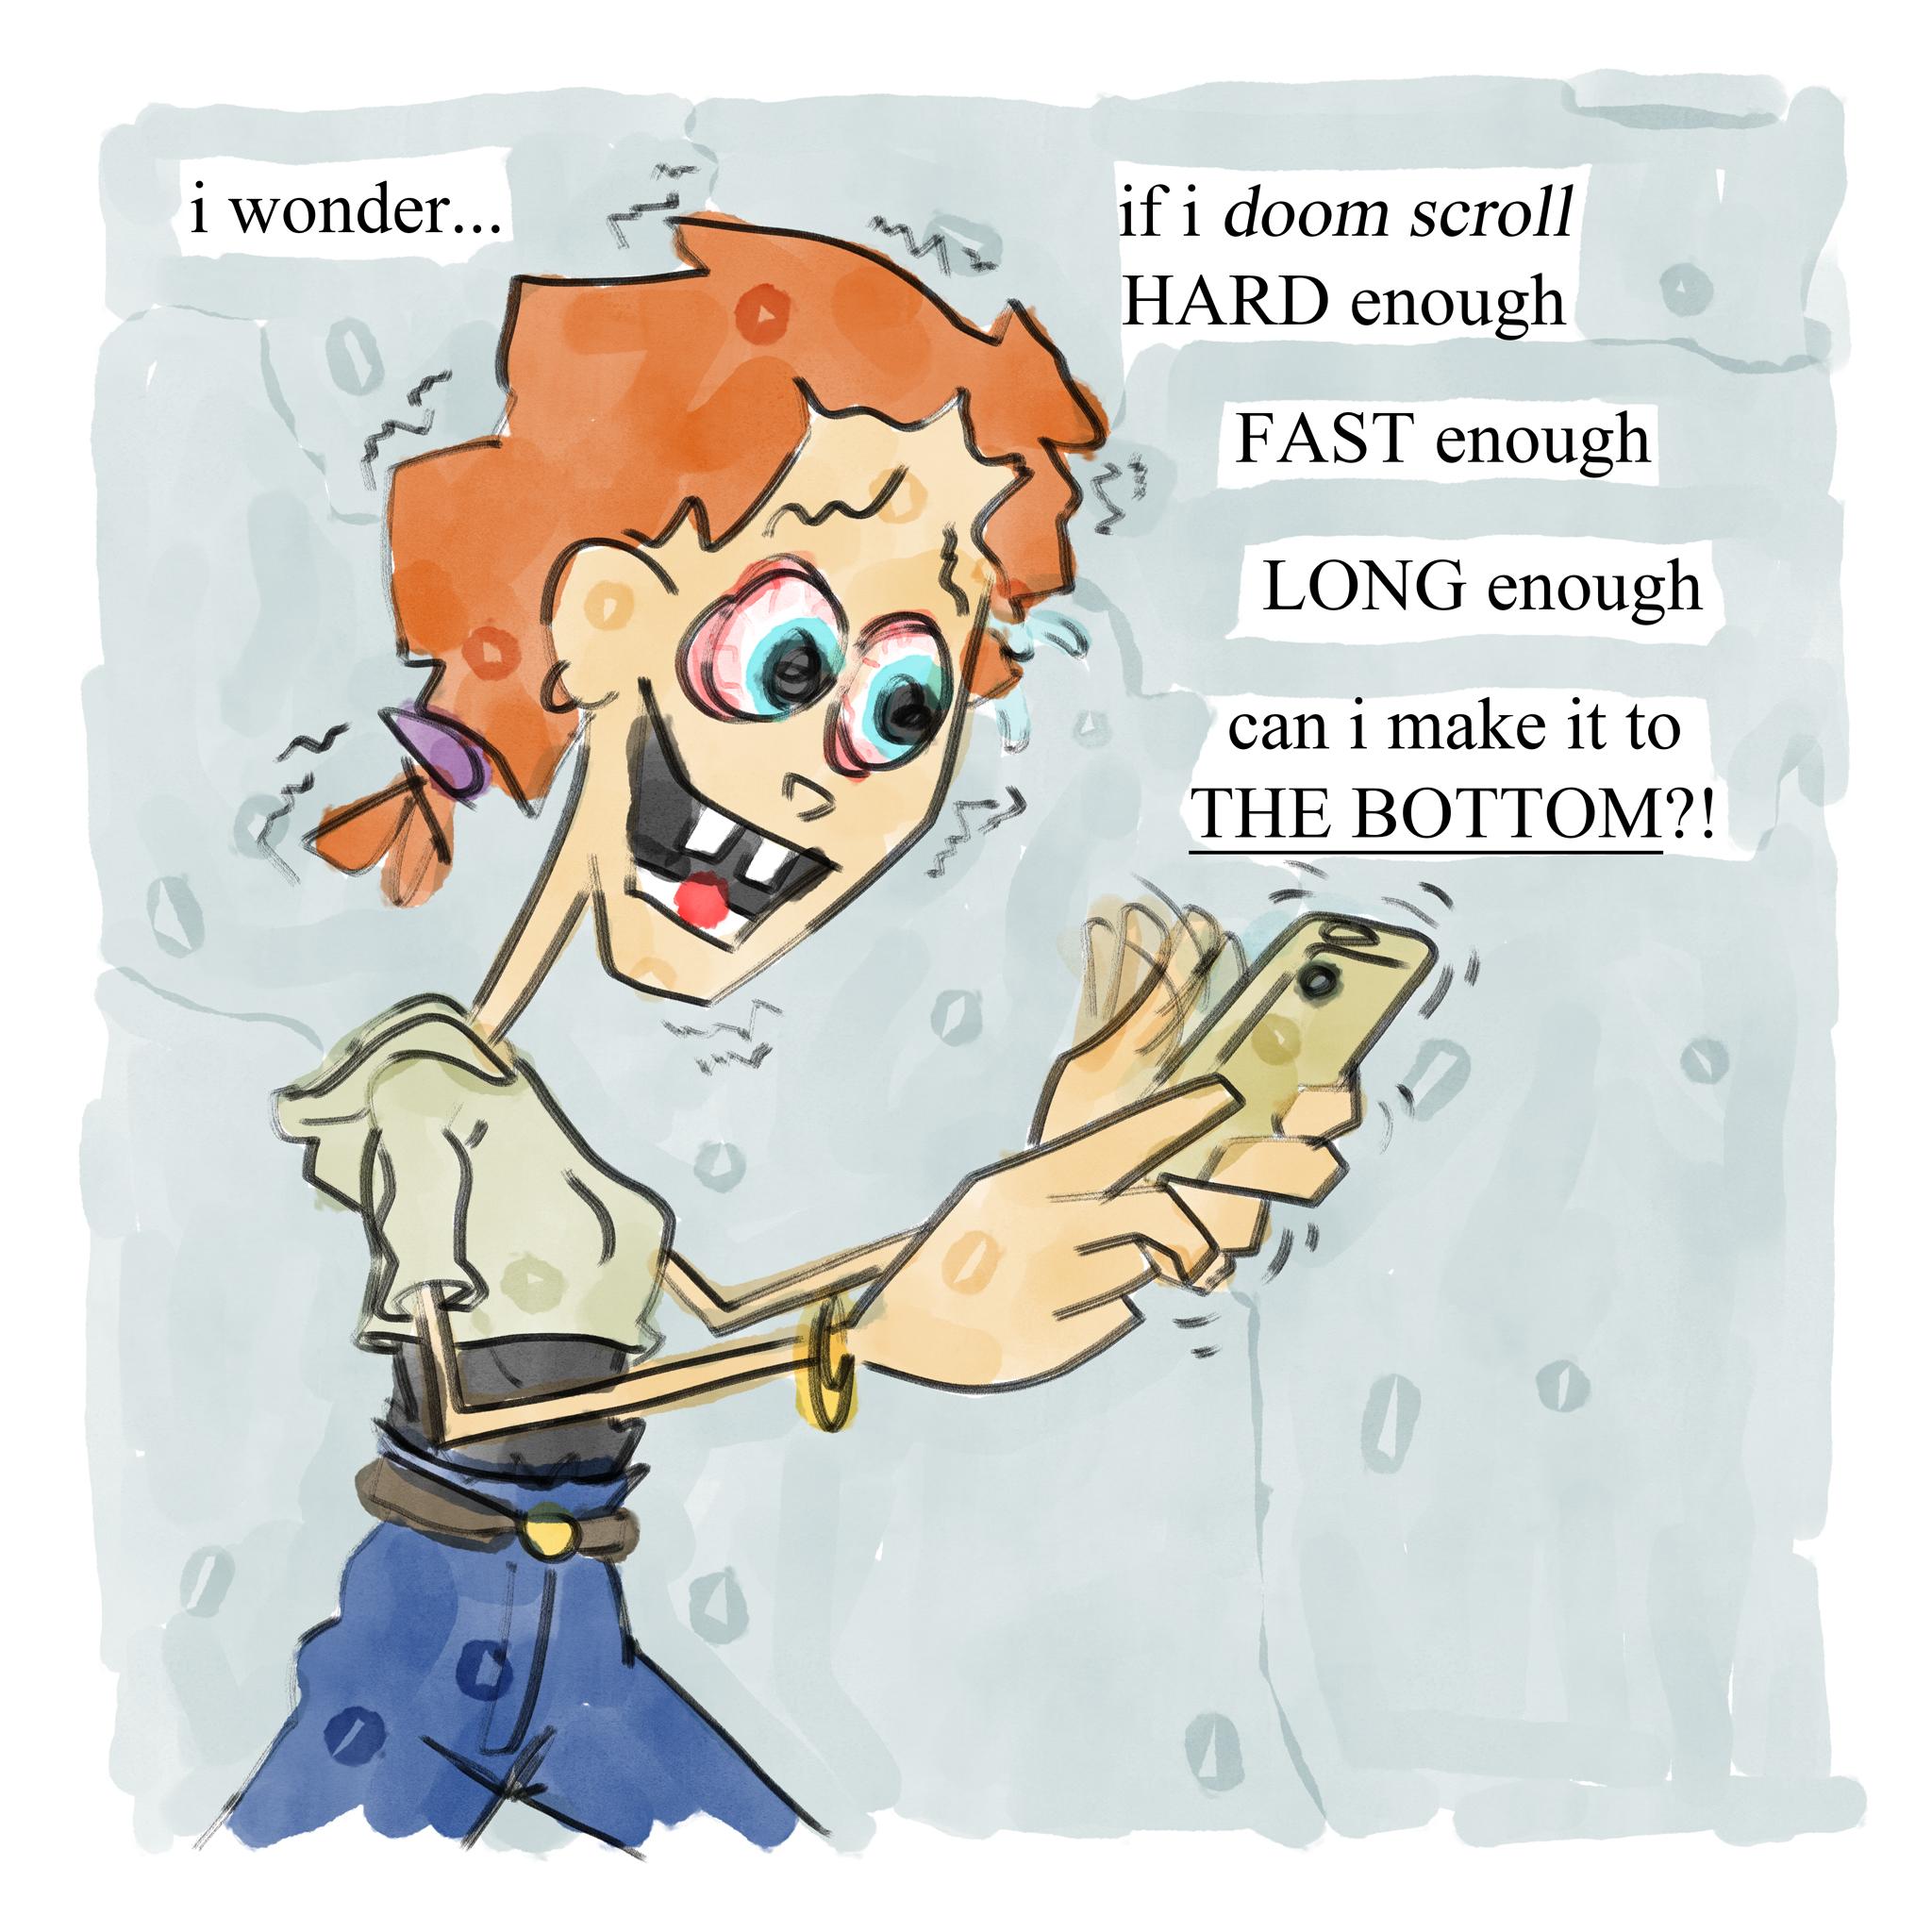 i wonder...
if i doom scroll
HARD enough
FAST enough
LONG enough
can i make it to
THE BOTTOM?!